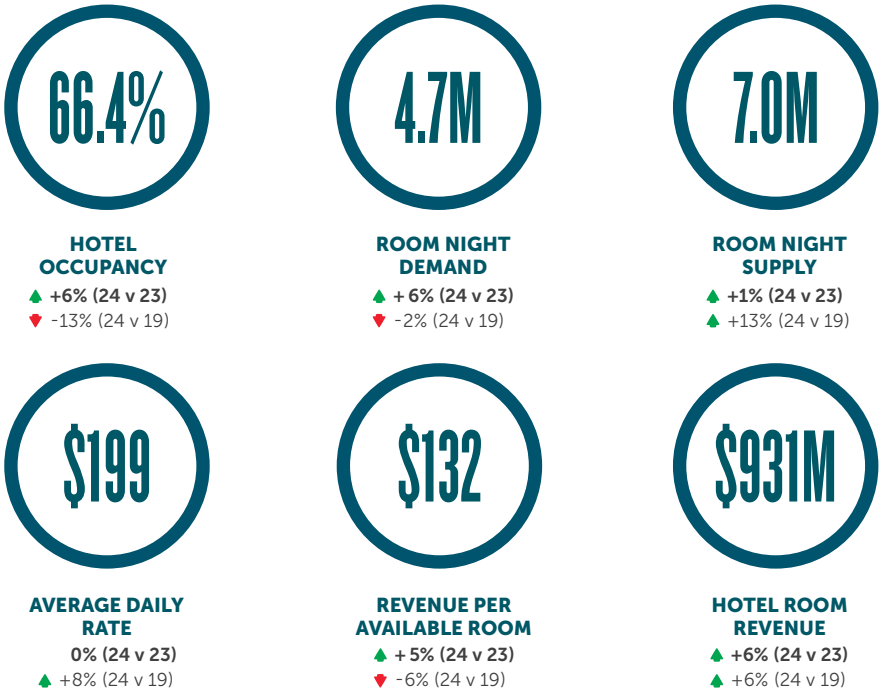 66.4%
4.7M
7.0M
HOTEL
OCCUPANCY
+6% (24 v 23)
-13% (24 v 19)
ROOM NIGHT
DEMAND
+ 6% (24 v 23)
-2% (24 v 19)
ROOM NIGHT
SUPPLY
+1% (24 v 23)
+13% (24 v 19)
$199
$132
$931M
AVERAGE DAILY
RATE
0% (24 v 23)
+8% (24 v 19)
REVENUE PER
AVAILABLE ROOM
+ 5% (24 v 23)
-6% (24 v 19)
HOTEL ROOM
REVENUE
+6% (24 v 23)
+6% (24 v 19)